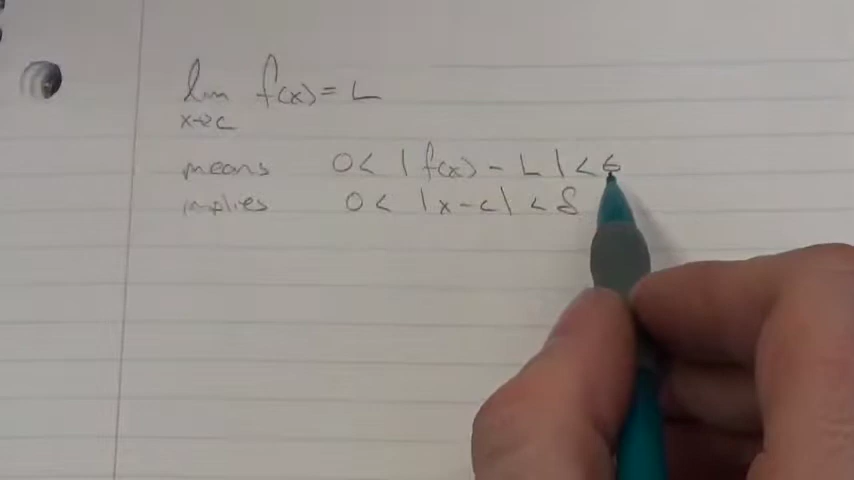 lim f(x) = L
x→c
means 0 < | f(x) - L | < ε
implies 0 < | x - c | < δ